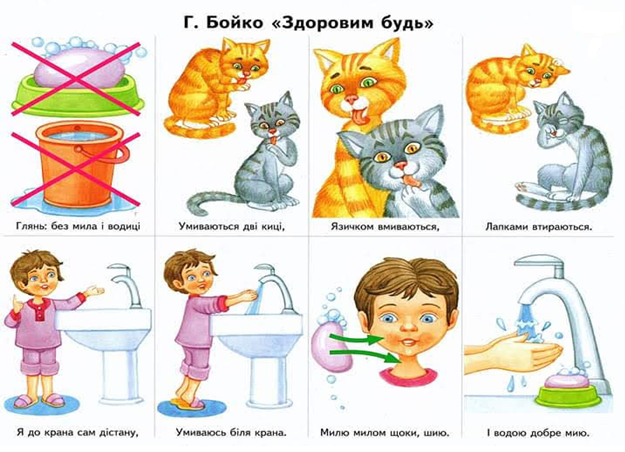 Г. Бойко «Здоровим будь»
Глянь: без мила і водиці
Умиваються дві киці,
Язичком вмиваються,
Лапками втираються.
Я до крана сам дістану,
Умиваюсь біля крана.
Милю милом щоки, шию.
І водою добре мию.